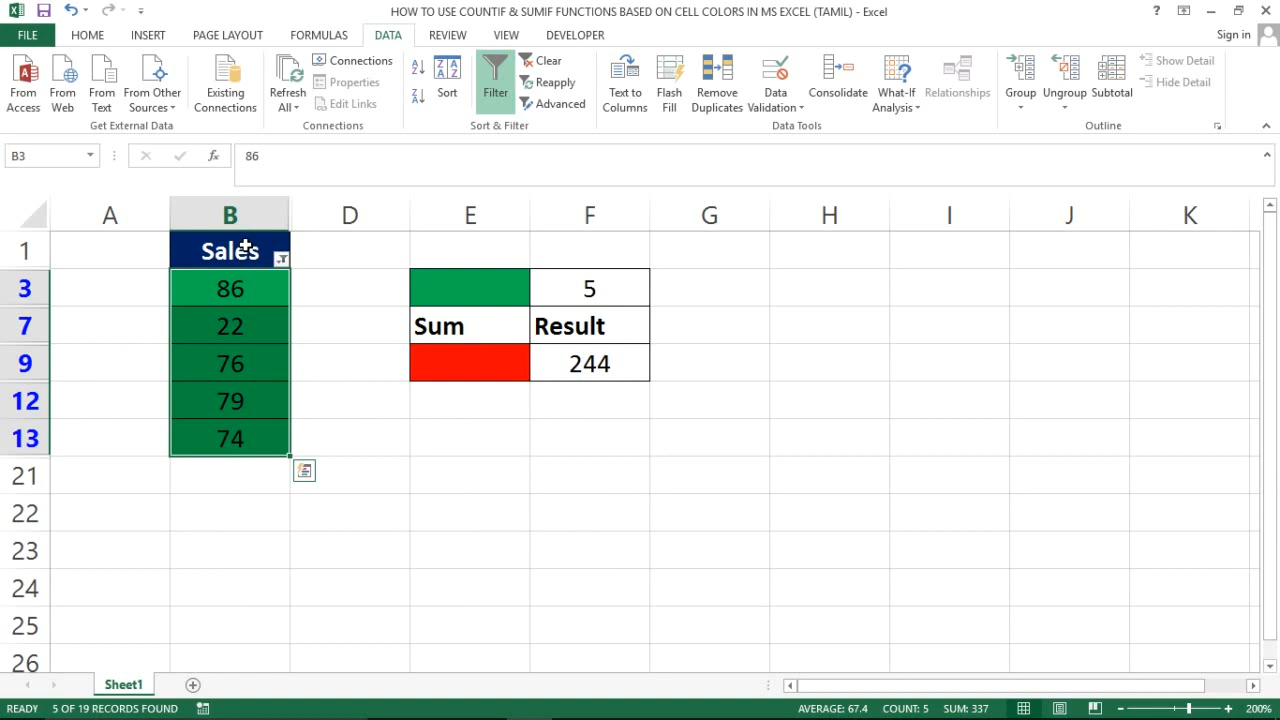 HOW TO USE COUNTIF & SUMIF FUNCTIONS BASED ON CELL COLORS IN MS EXCEL (TAMIL) - Excel
FILE HOME INSERT PAGE LAYOUT FORMULAS DATA REVIEW VIEW DEVELOPER Sign in
From Access
From Web
From Text
From Other Sources
Existing Connections
Get External Data
Refresh All
Connections
Properties
Edit Links
Connections
Sort
Filter
Clear
Reapply
Advanced
Sort & Filter
Text to Columns
Flash Fill
Remove Duplicates
Data Validation
Consolidate
What-If Analysis
Relationships
Data Tools
Group
Ungroup
Subtotal
Show Detail
Hide Detail
Outline
B3 fx 86
A B D E F G H I J K
1 Sales
3 86 5
7 22 Sum Result
9 76 244
12 79
13 74
21
22
23
24
25
26
Sheet1
READY 5 OF 19 RECORDS FOUND AVERAGE: 67.4 COUNT: 5 SUM: 337 200%